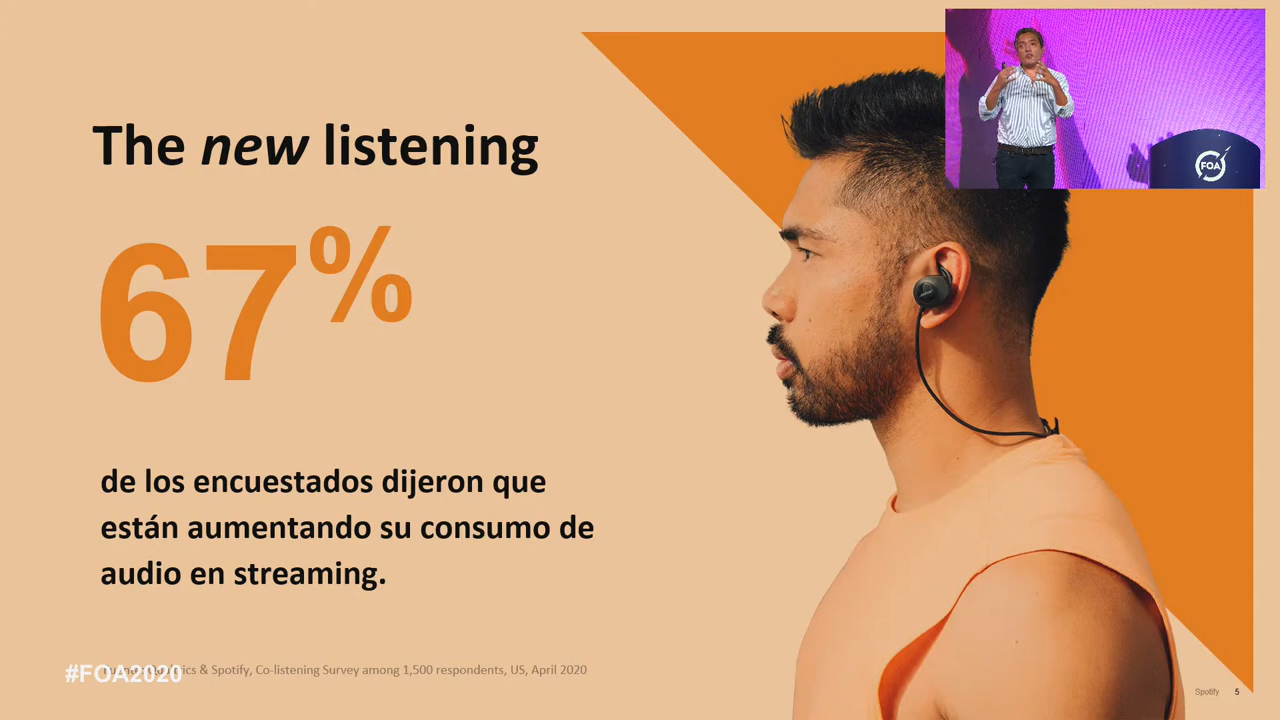 The new listening
67%
de los encuestados dijeron que
están aumentando su consumo de
audio en streaming.
#FOA2020
& Spotify, Co-listening Survey among 1,500 respondents, US, April 2020
FOA
Spotify 5